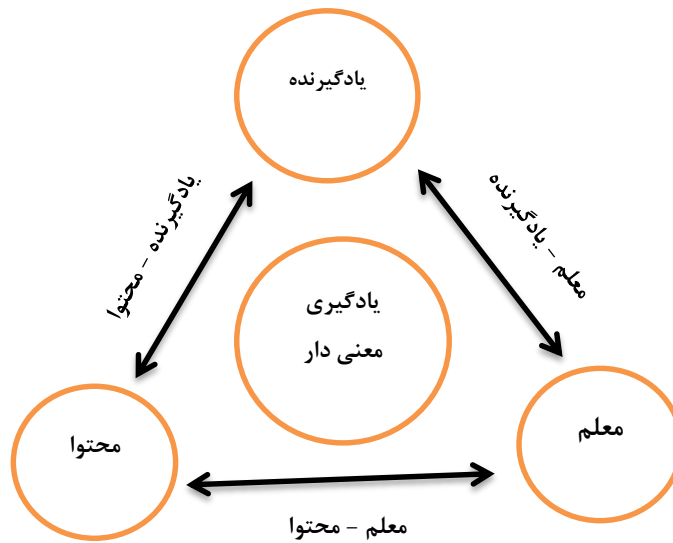 یادگیرنده
معلم – یادگیرنده
یادگیرنده – محتوا
یادگیری
معنی دار
معلم
محتوا
معلم – محتوا